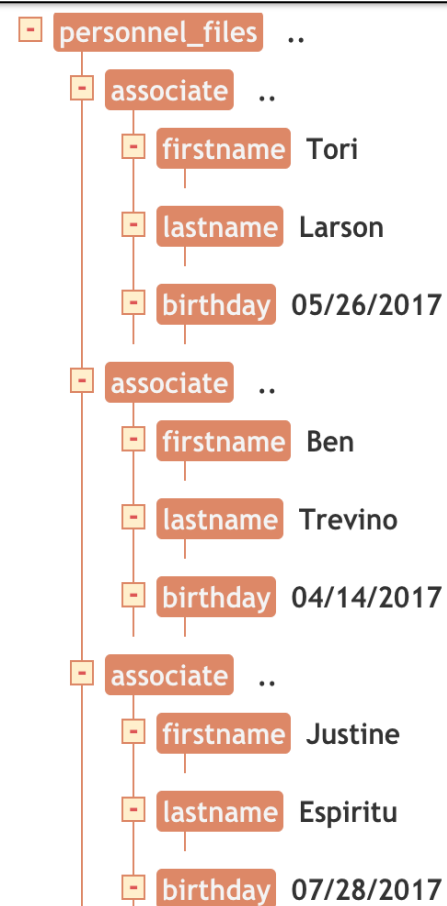 - personnel_files ..
- associate ..
- firstname Tori
- lastname Larson
- birthday 05/26/2017
- associate ..
- firstname Ben
- lastname Trevino
- birthday 04/14/2017
- associate ..
- firstname Justine
- lastname Espiritu
- birthday 07/28/2017